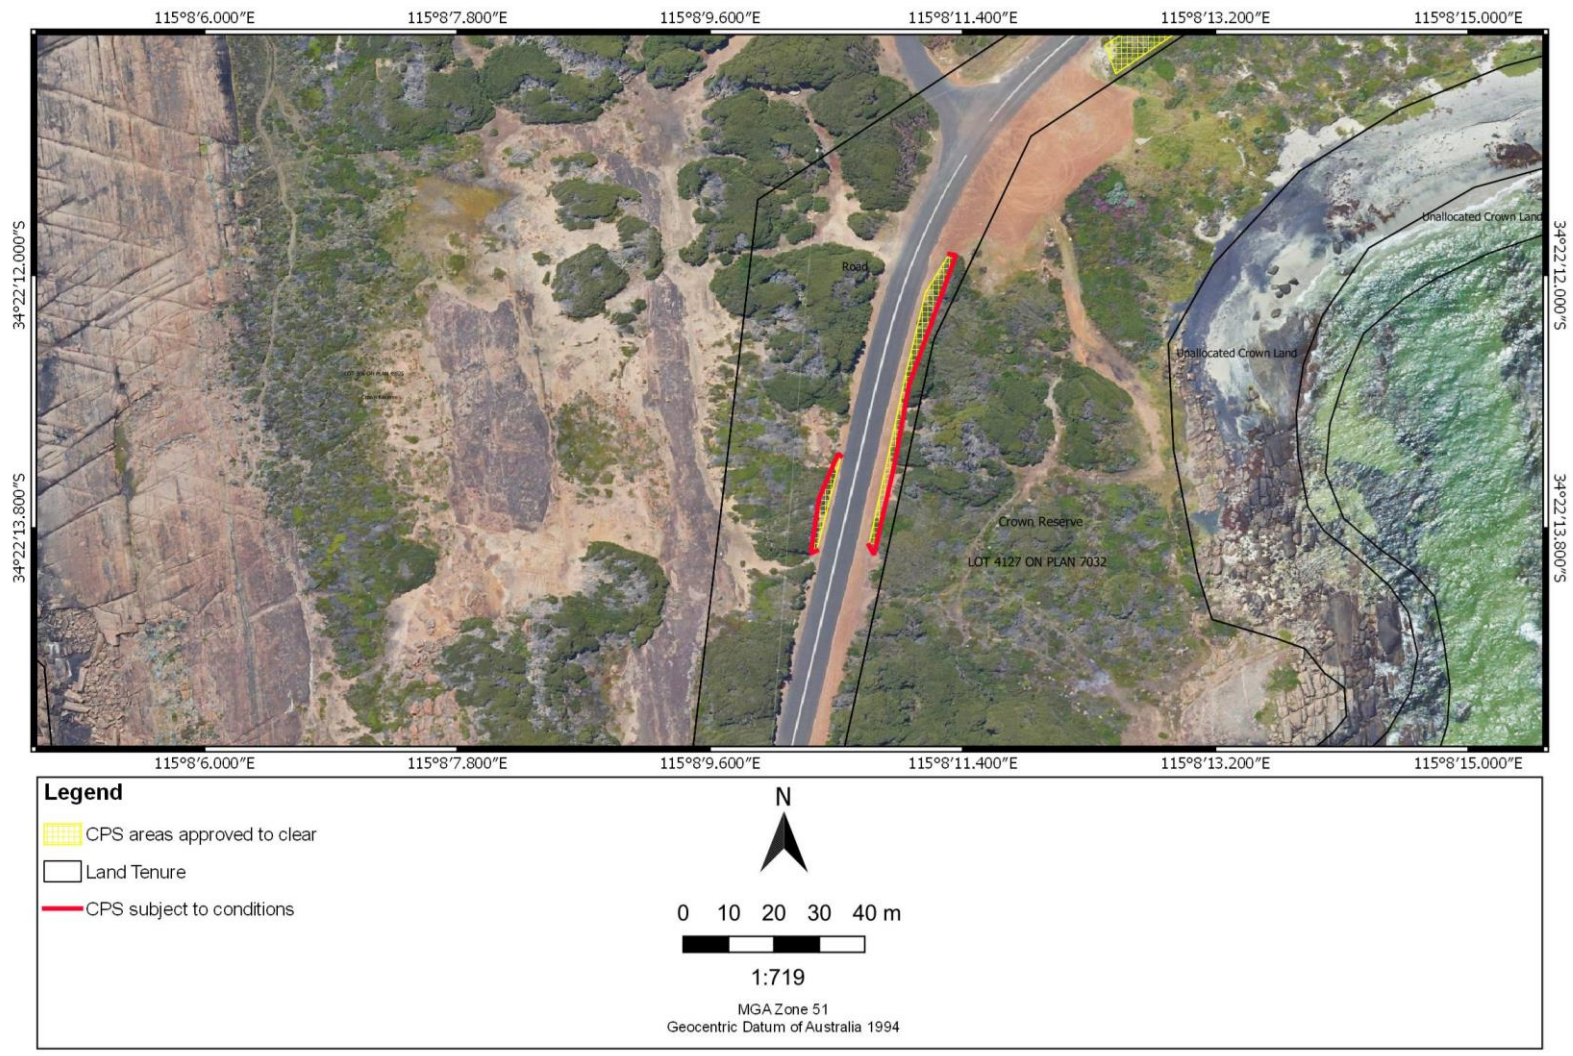 115°8′6.000″E 115°8′7.800″E 115°8′9.600″E 115°8′11.400″E 115°8′13.200″E 115°8′15.000″E
34°22′12.000″S
34°22′13.800″S
Road
Unallocated Crown Land
Unallocated Crown Land
Crown Reserve
Crown Reserve
LOT 4127 ON PLAN 7032
34°22′12.000″S
34°22′13.800″S
115°8′6.000″E 115°8′7.800″E 115°8′9.600″E 115°8′11.400″E 115°8′13.200″E 115°8′15.000″E
Legend
CPS areas approved to clear
Land Tenure
CPS subject to conditions
N
0 10 20 30 40 m
1:719
MGA Zone 51
Geocentric Datum of Australia 1994